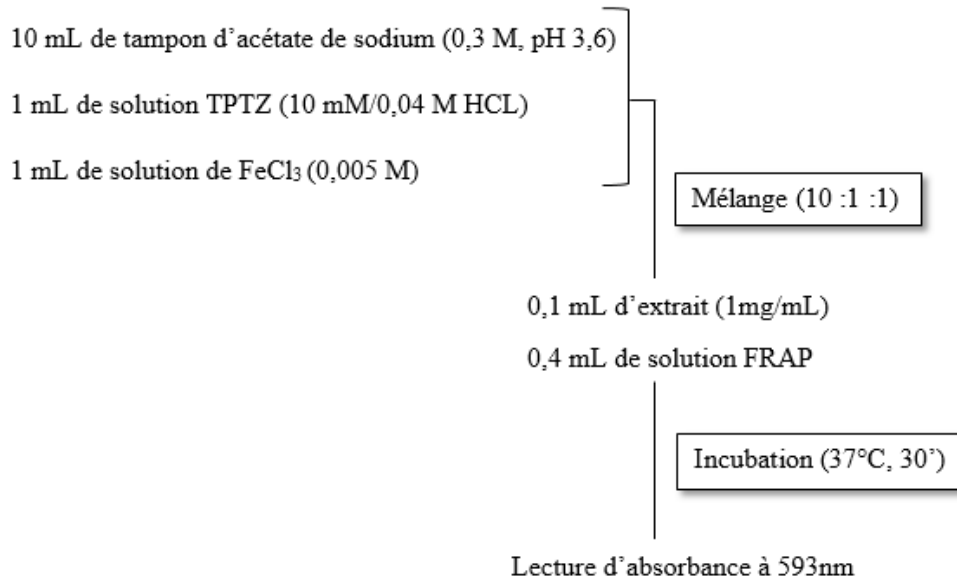 10 mL de tampon d’acétate de sodium (0,3 M, pH 3,6)
1 mL de solution TPTZ (10 mM/0,04 M HCL)
1 mL de solution de FeCl₃ (0,005 M)
Mélange (10 :1 :1)
0,1 mL d’extrait (1mg/mL)
0,4 mL de solution FRAP
Incubation (37°C, 30’)
Lecture d’absorbance à 593nm